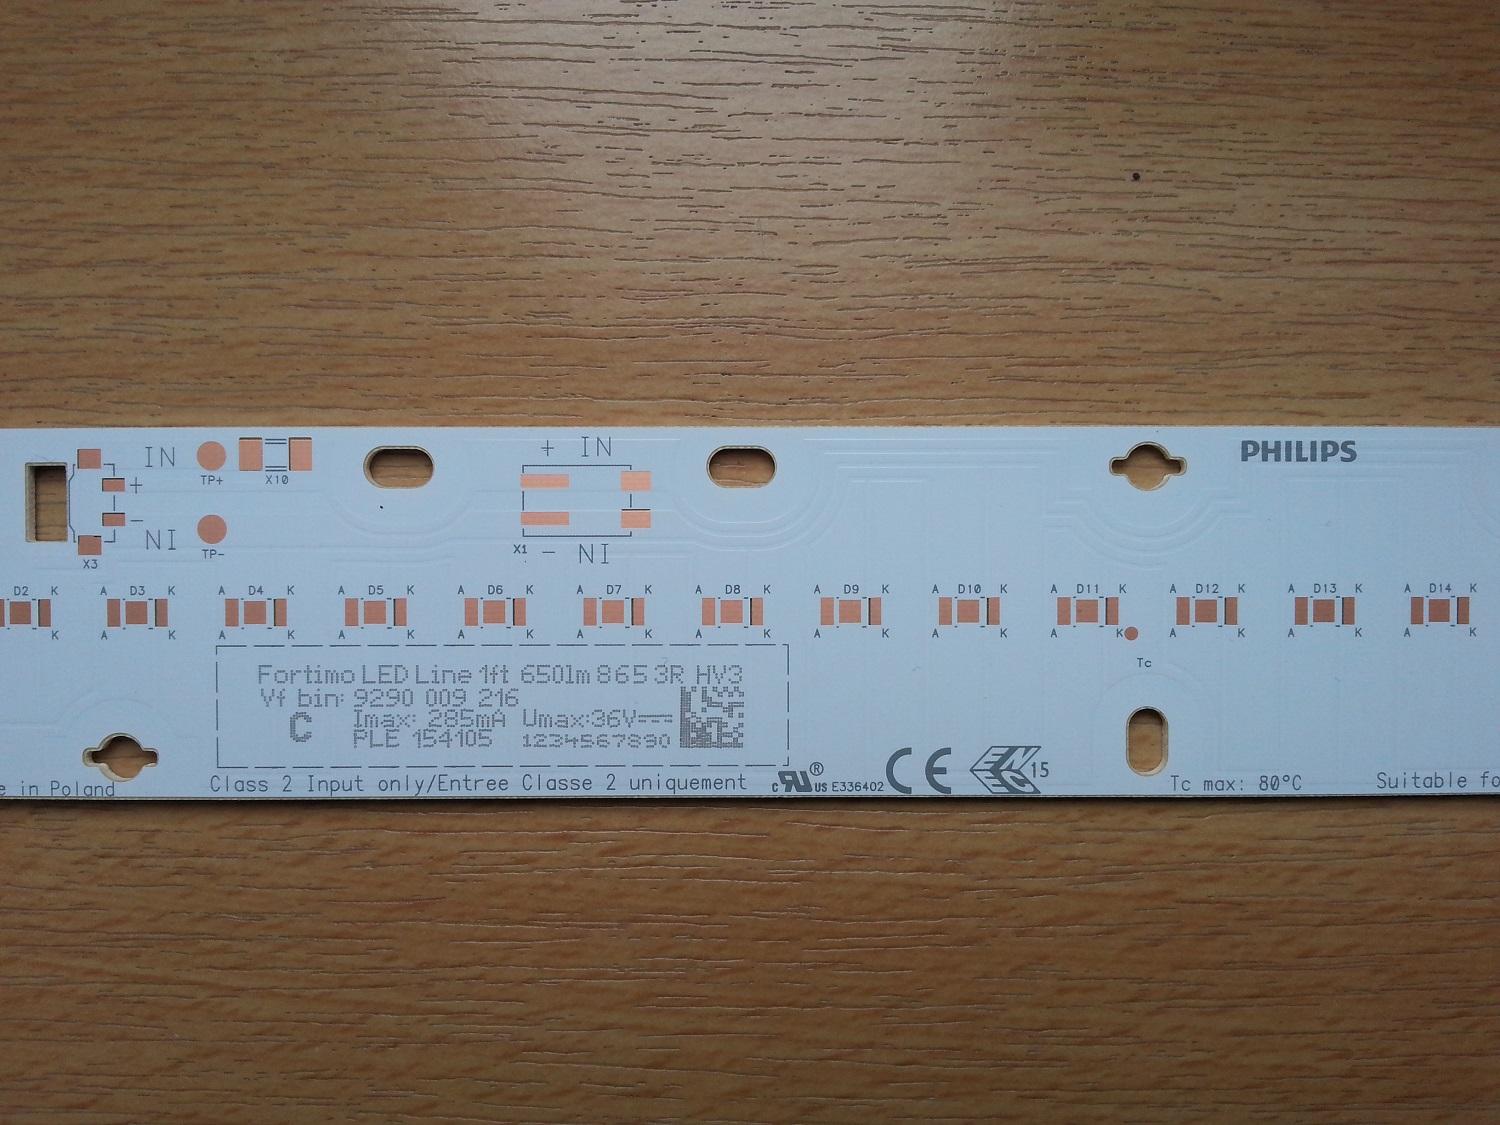 PHILIPS
IN
+
-
NI
X3
TP+
TP-
X10
+ IN
X1 - NI
D2 K
A D3 K
A D4 K
A D5 K
A D6 K
A D7 K
A D8 K
A D9 K
A D10 K
A D11 K
A D12 K
A D13 K
A D14 K
K
A K
A K
A K
A K
A K
A K
A K
A K
A K
A K
A K
A K
Tc
Fortimo LED Line 1ft 650lm 865 3R HV3
Vf bin: 9290 009 216
C Imax: 285mA Umax:36V
PLE 154105 1234567890
e in Poland
Class 2 Input only/Entree Classe 2 uniquement
c UR ® US E336402
CE
ENEC 15
Tc max: 80°C
Suitable fo